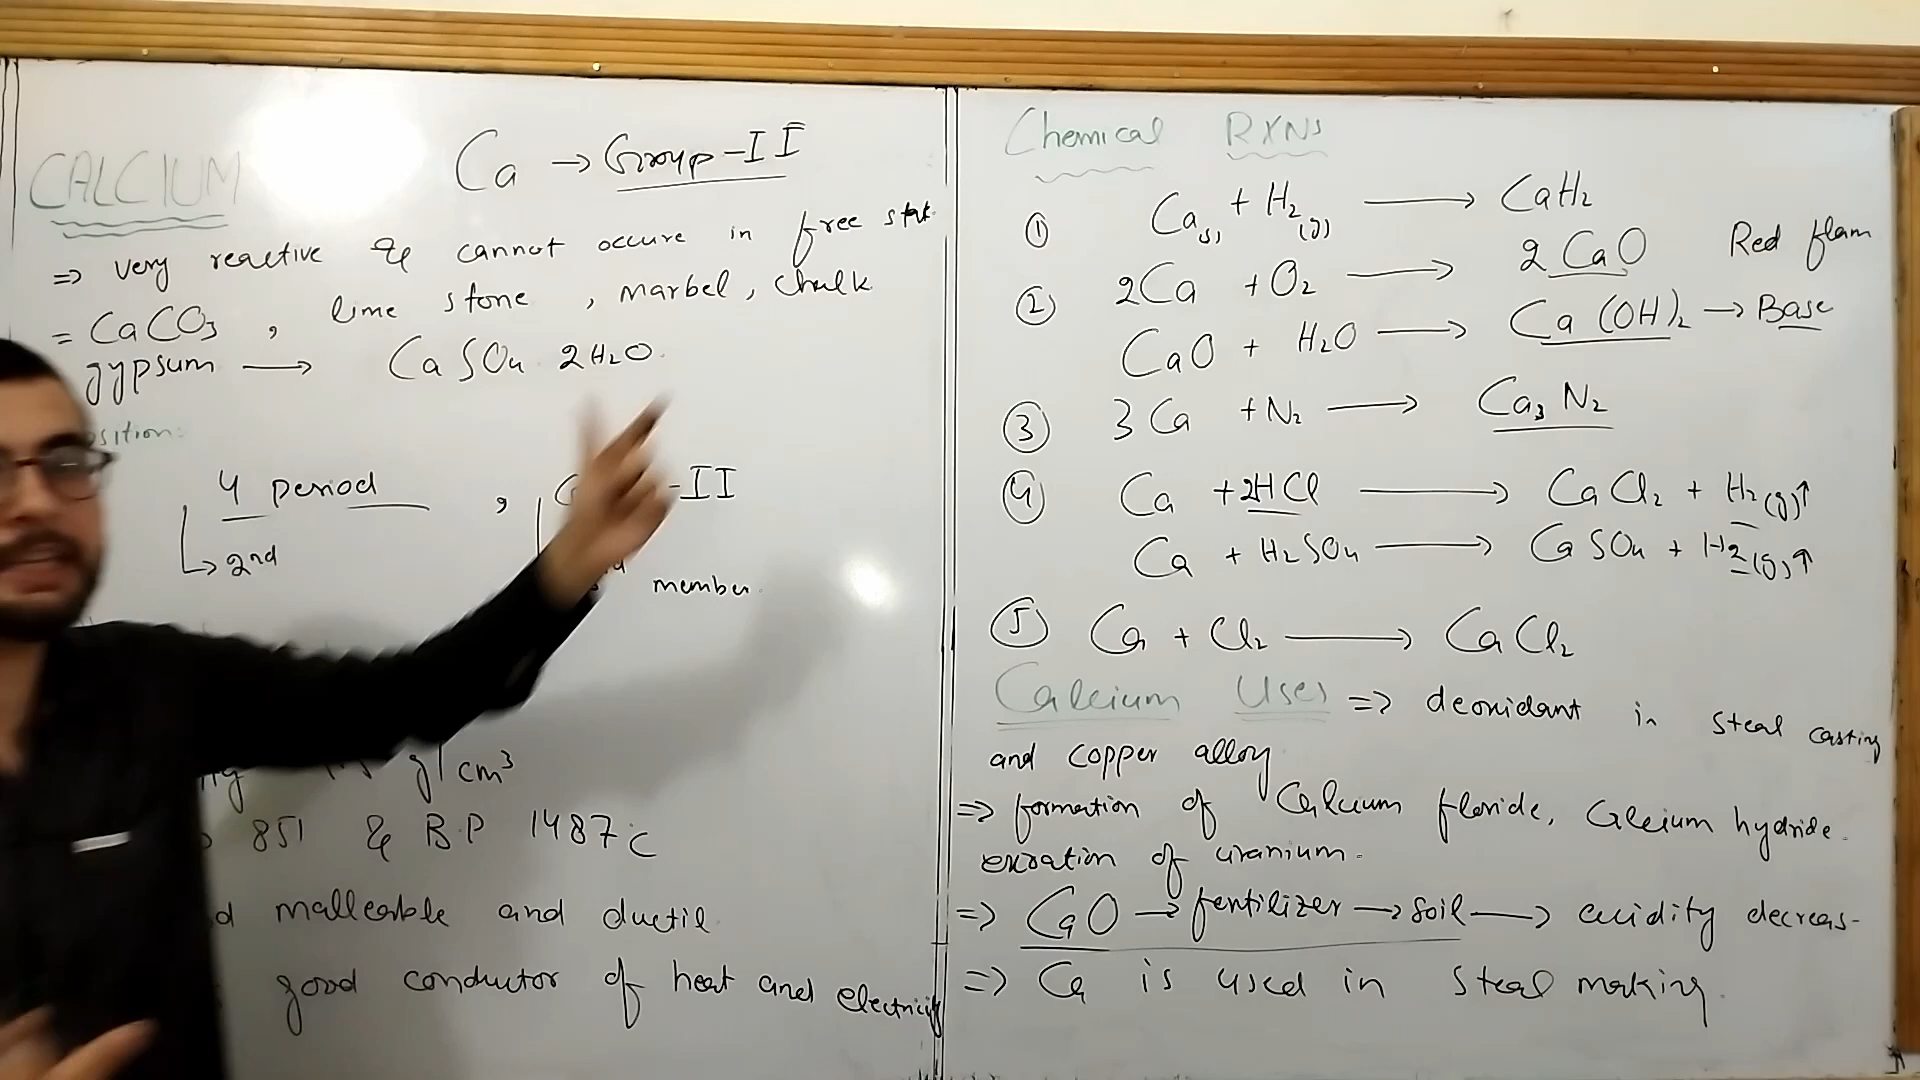 CALCIUM
Ca → Group-II
⇒ very reactive & cannot occure in free stat
= CaCO₃, lime stone, marbel, Chalk
gypsum → CaSO₄ 2H₂O.
osition:
4 period, -II
↳ 2nd
member.
g/cm³
851 & B.P 1487°C
d malleable and ductil
good conductor of heat and electricity
Chemical RXNs
① Ca(s) + H₂(g) → CaH₂
② 2Ca + O₂ → 2CaO Red flam
CaO + H₂O → Ca(OH)₂ → Base
③ 3Ca + N₂ → Ca₃N₂
④ Ca + 2HCl → CaCl₂ + H₂(g)↑
Ca + H₂SO₄ → CaSO₄ + H₂(g)↑
⑤ Ca + Cl₂ → CaCl₂
Calcium Uses ⇒ deoxidant in steal casting
and copper alloy
⇒ formation of Calcium floride, Calcium hydride.
exration of uranium.
⇒ CaO → fertilizer → soil → acidity decreas-
⇒ Ca is used in steal making.